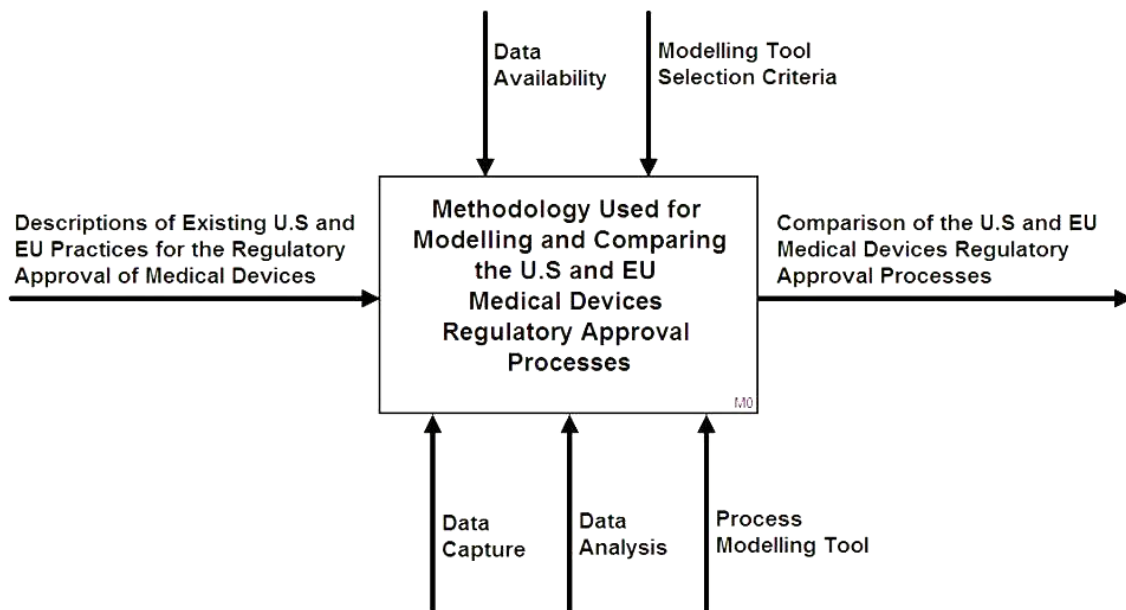 Data
Availability
Modelling Tool
Selection Criteria
Descriptions of Existing U.S and
EU Practices for the Regulatory
Approval of Medical Devices
Methodology Used for
Modelling and Comparing
the U.S and EU
Medical Devices
Regulatory Approval
Processes
M0
Comparison of the U.S and EU
Medical Devices Regulatory
Approval Processes
Data
Capture
Data
Analysis
Process
Modelling Tool